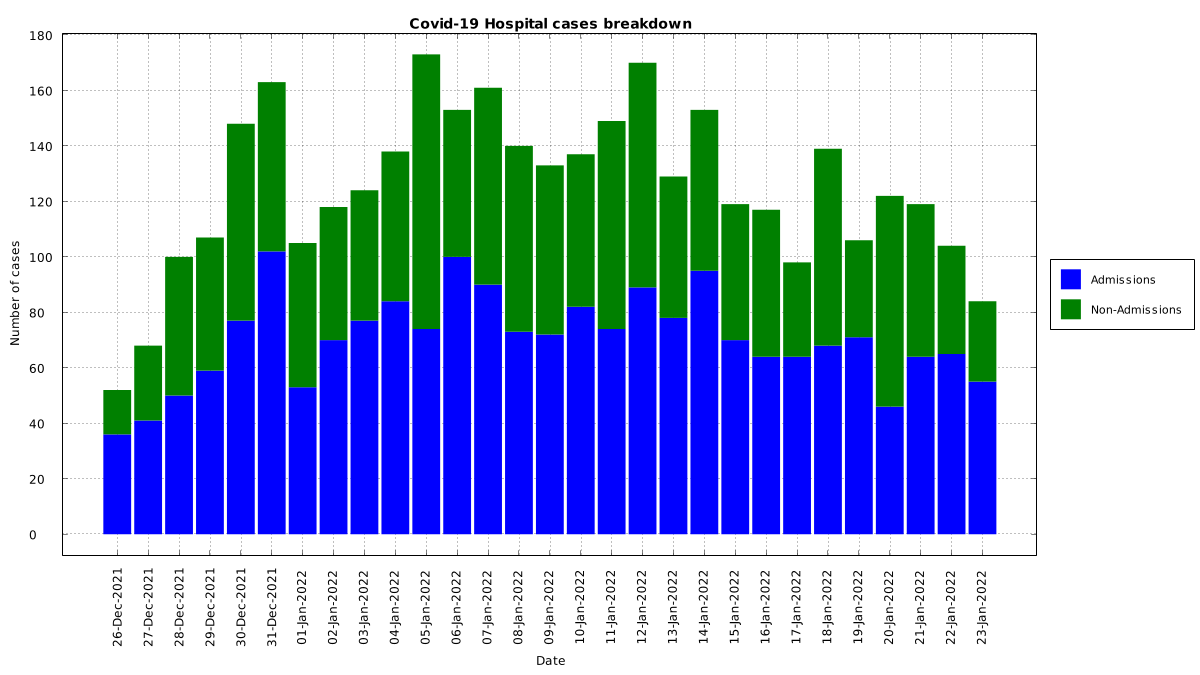 Covid-19 Hospital cases breakdown
180
160
140
120
100
80
60
40
20
0
Number of cases
26-Dec-2021
27-Dec-2021
28-Dec-2021
29-Dec-2021
30-Dec-2021
31-Dec-2021
01-Jan-2022
02-Jan-2022
03-Jan-2022
04-Jan-2022
05-Jan-2022
06-Jan-2022
07-Jan-2022
08-Jan-2022
09-Jan-2022
10-Jan-2022
11-Jan-2022
12-Jan-2022
13-Jan-2022
14-Jan-2022
15-Jan-2022
16-Jan-2022
17-Jan-2022
18-Jan-2022
19-Jan-2022
20-Jan-2022
21-Jan-2022
22-Jan-2022
23-Jan-2022
Date
Admissions
Non-Admissions